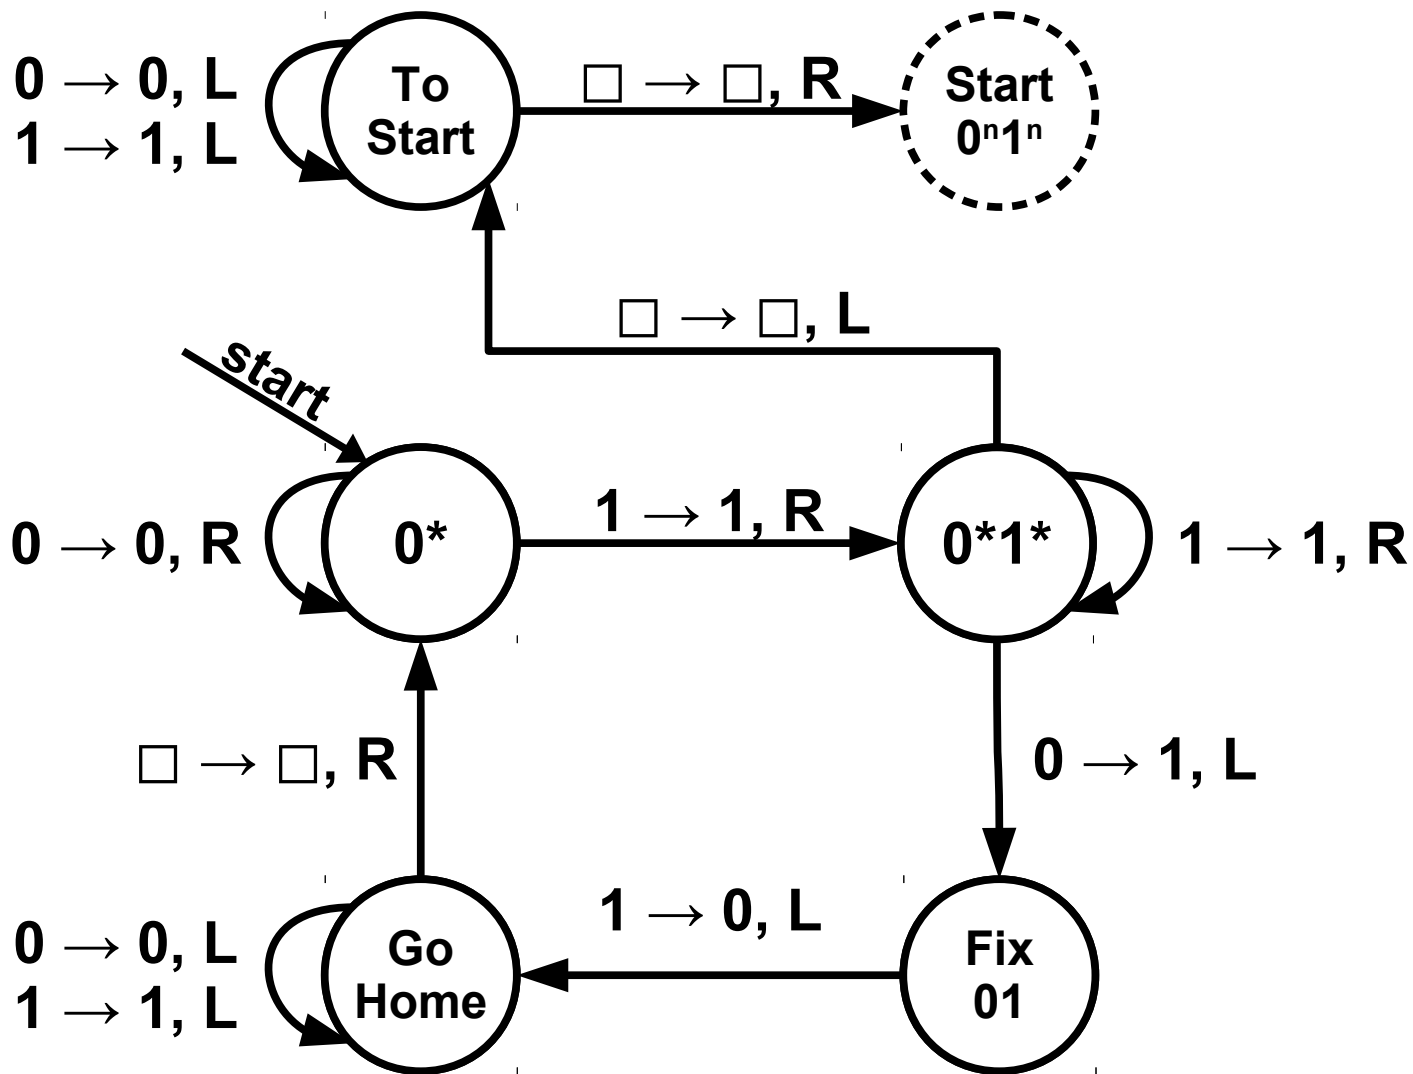 0 → 0, L
1 → 1, L
To
Start
□ → □, R
Start
0ⁿ1ⁿ
□ → □, L
start
0 → 0, R
0*
1 → 1, R
0*1*
1 → 1, R
□ → □, R
0 → 1, L
0 → 0, L
1 → 1, L
Go
Home
1 → 0, L
Fix
01